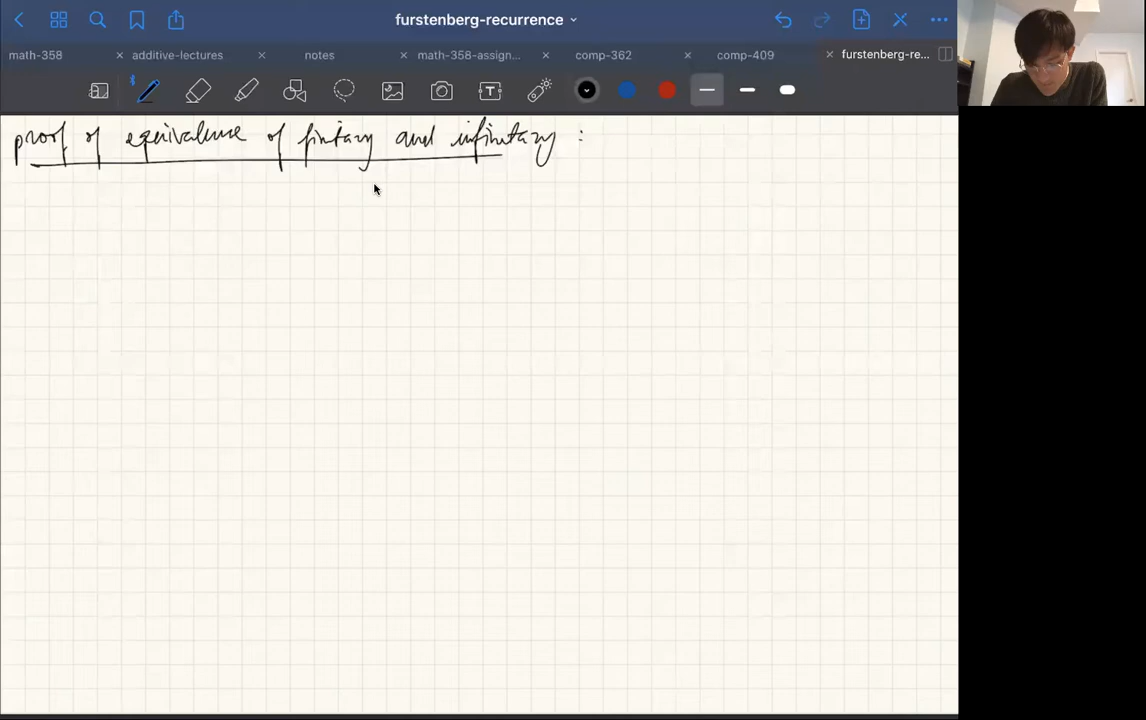 furstenberg-recurrence
math-358
additive-lectures
notes
math-358-assign...
comp-362
comp-409
furstenberg-re...
T
proof of equivalence of fintary and infinitary :